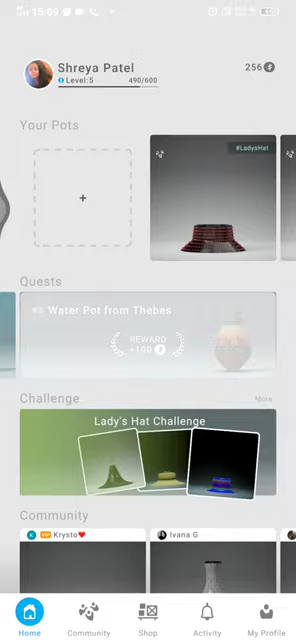 15:09
Shreya Patel
256
Level: 5
490/600
Your Pots
+
#LadysHat
Quests
Water Pot from Thebes
REWARD
+100
Challenge
More
Lady's Hat Challenge
Community
K VIP Krysto❤
Ivana G
Home
Community
Shop
Activity
My Profile